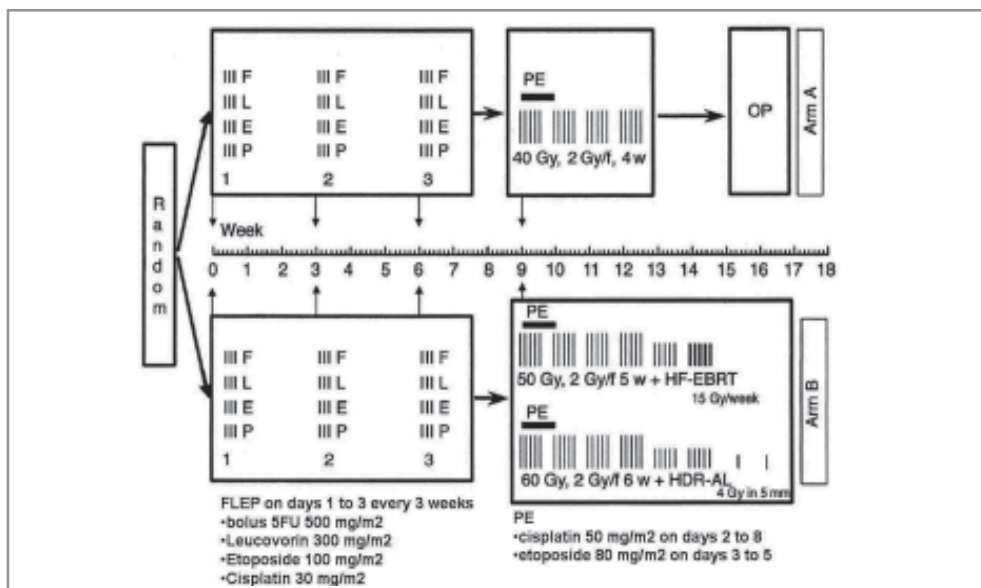 III F III F III F
III L III L III L
III E III E III E
III P III P III P
1 2 3
PE
40 Gy, 2 Gy/f, 4w
OP
Arm A
Random
Week
0 1 2 3 4 5 6 7 8 9 10 11 12 13 14 15 16 17 18
III F III F III F
III L III L III L
III E III E III E
III P III P III P
1 2 3
PE
50 Gy, 2 Gy/f 5 w + HF-EBRT
15 Gy/week
PE
60 Gy, 2 Gy/f 6 w + HDR-AL
4 Gy in 5 mm
Arm B
FLEP on days 1 to 3 every 3 weeks
•bolus 5FU 500 mg/m2
•Leucovorin 300 mg/m2
•Etoposide 100 mg/m2
•Cisplatin 30 mg/m2
PE
•cisplatin 50 mg/m2 on days 2 to 8
•etoposide 80 mg/m2 on days 3 to 5